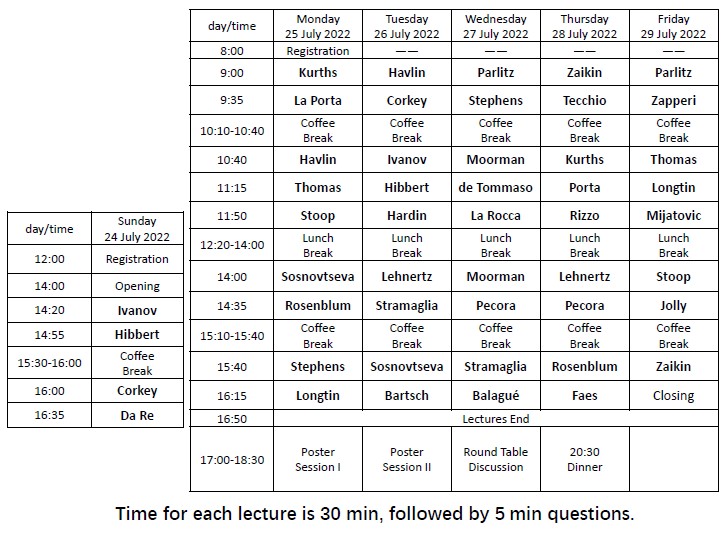 day/time Monday 25 July 2022 Tuesday 26 July 2022 Wednesday 27 July 2022 Thursday 28 July 2022 Friday 29 July 2022
8:00 Registration —— —— —— ——
9:00 Kurths Havlin Parlitz Zaikin Parlitz
9:35 La Porta Corkey Stephens Tecchio Zapperi
10:10-10:40 Coffee Break Coffee Break Coffee Break Coffee Break Coffee Break
10:40 Havlin Ivanov Moorman Kurths Thomas
11:15 Thomas Hibbert de Tommaso Porta Longtin
11:50 Stoop Hardin La Rocca Rizzo Mijatovic
12:20-14:00 Lunch Break Lunch Break Lunch Break Lunch Break Lunch Break
14:00 Sosnovtseva Lehnertz Moorman Lehnertz Stoop
14:35 Rosenblum Stramaglia Pecora Pecora Jolly
15:10-15:40 Coffee Break Coffee Break Coffee Break Coffee Break Coffee Break
15:40 Stephens Sosnovtseva Stramaglia Rosenblum Zaikin
16:15 Longtin Bartsch Balagué Faes Closing
16:50 Lectures End
17:00-18:30 Poster Session I Poster Session II Round Table Discussion 20:30 Dinner
day/time Sunday 24 July 2022
12:00 Registration
14:00 Opening
14:20 Ivanov
14:55 Hibbert
15:30-16:00 Coffee Break
16:00 Corkey
16:35 Da Re
Time for each lecture is 30 min, followed by 5 min questions.